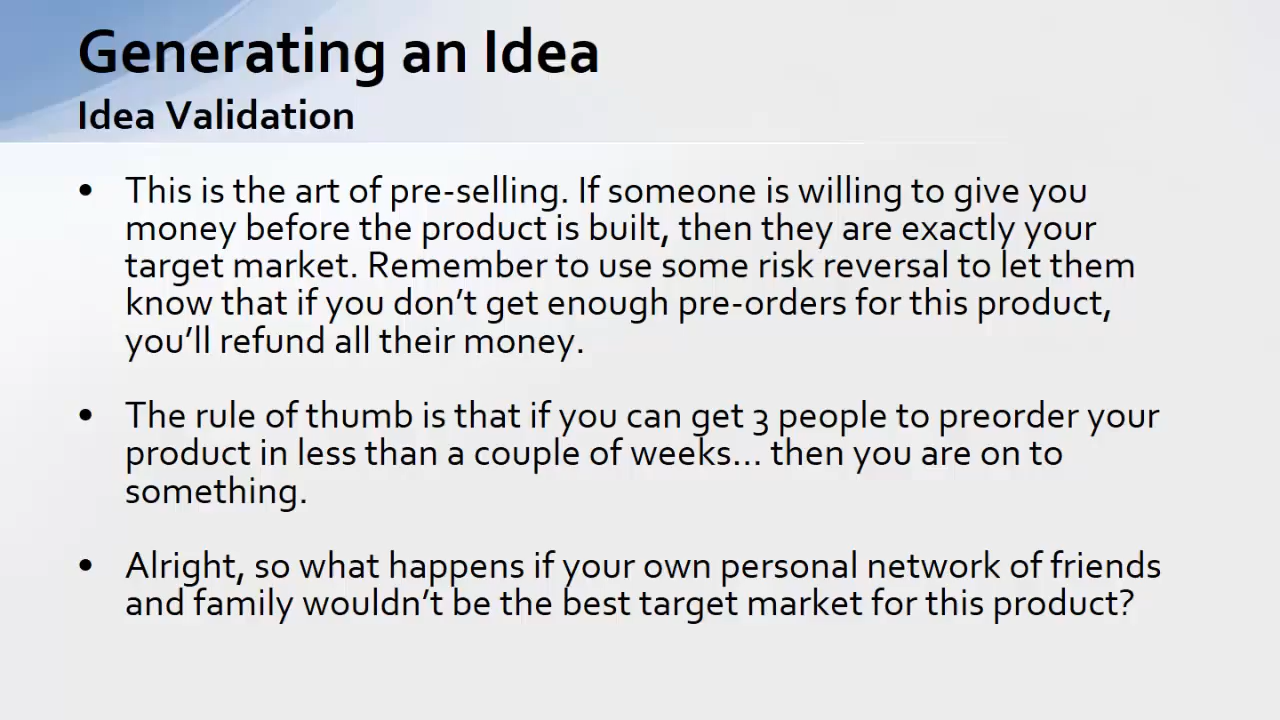 Generating an Idea
Idea Validation
• This is the art of pre-selling. If someone is willing to give you
money before the product is built, then they are exactly your
target market. Remember to use some risk reversal to let them
know that if you don’t get enough pre-orders for this product,
you’ll refund all their money.
• The rule of thumb is that if you can get 3 people to preorder your
product in less than a couple of weeks... then you are on to
something.
• Alright, so what happens if your own personal network of friends
and family wouldn’t be the best target market for this product?